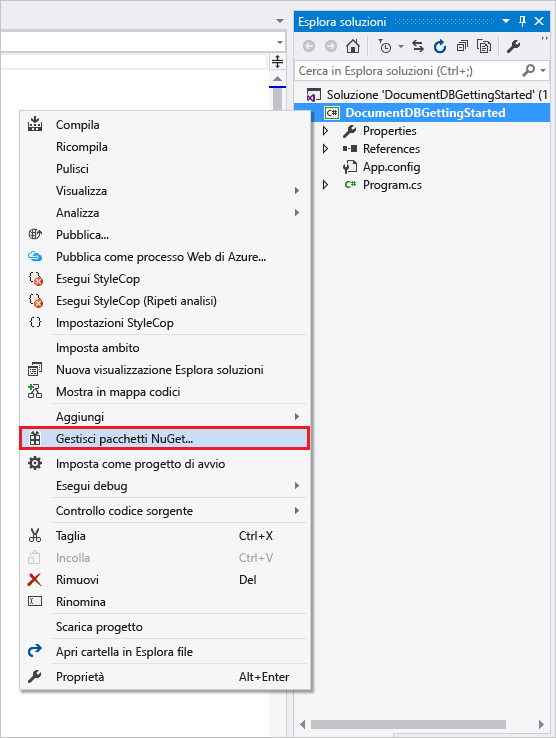 Esplora soluzioni
Cerca in Esplora soluzioni (Ctrl+;)
Soluzione 'DocumentDBGettingStarted' (1
C# DocumentDBGettingStarted
Properties
References
App.config
C# Program.cs
Compila
Ricompila
Pulisci
Visualizza
Analizza
Pubblica...
Pubblica come processo Web di Azure...
Esegui StyleCop
Esegui StyleCop (Ripeti analisi)
Impostazioni StyleCop
Imposta ambito
Nuova visualizzazione Esplora soluzioni
Mostra in mappa codici
Aggiungi
Gestisci pacchetti NuGet...
Imposta come progetto di avvio
Esegui debug
Controllo codice sorgente
Taglia Ctrl+X
Incolla Ctrl+V
Rimuovi Del
Rinomina
Scarica progetto
Apri cartella in Esplora file
Proprietà Alt+Enter